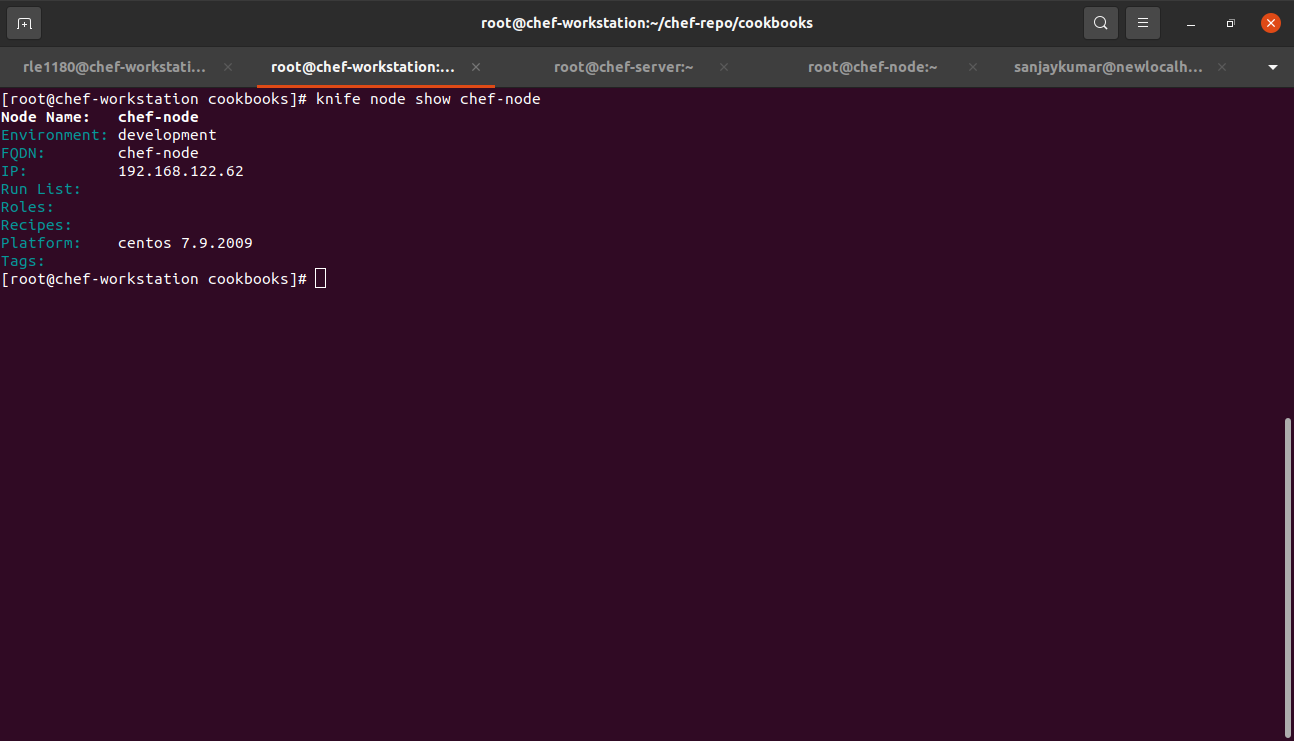 root@chef-workstation:~/chef-repo/cookbooks
rle1180@chef-workstati... root@chef-workstation:... root@chef-server:~ root@chef-node:~ sanjaykumar@newlocalh...
[root@chef-workstation cookbooks]# knife node show chef-node
Node Name:   chef-node
Environment: development
FQDN:        chef-node
IP:          192.168.122.62
Run List:
Roles:
Recipes:
Platform:    centos 7.9.2009
Tags:
[root@chef-workstation cookbooks]#